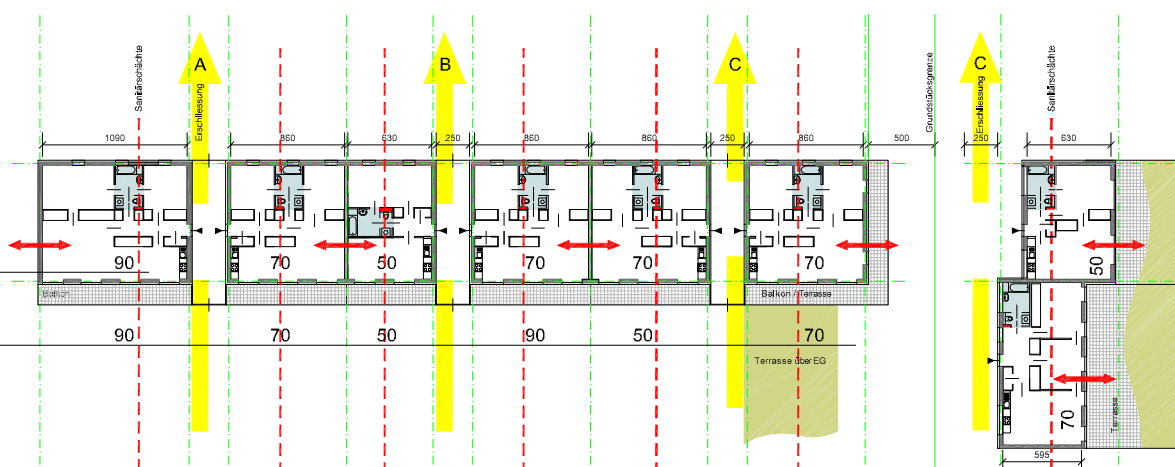 A
B
C
C
Sanitärschächte
Erschliessung
Grundstücksgrenze
Erschliessung
Sanitärschächte
1090
860
630
250
860
860
250
860
500
250
630
90
70
50
70
70
70
50
Balkon
Balkon / Terrasse
90
70
50
90
50
70
Terrasse über EG
70
Terrasse
595